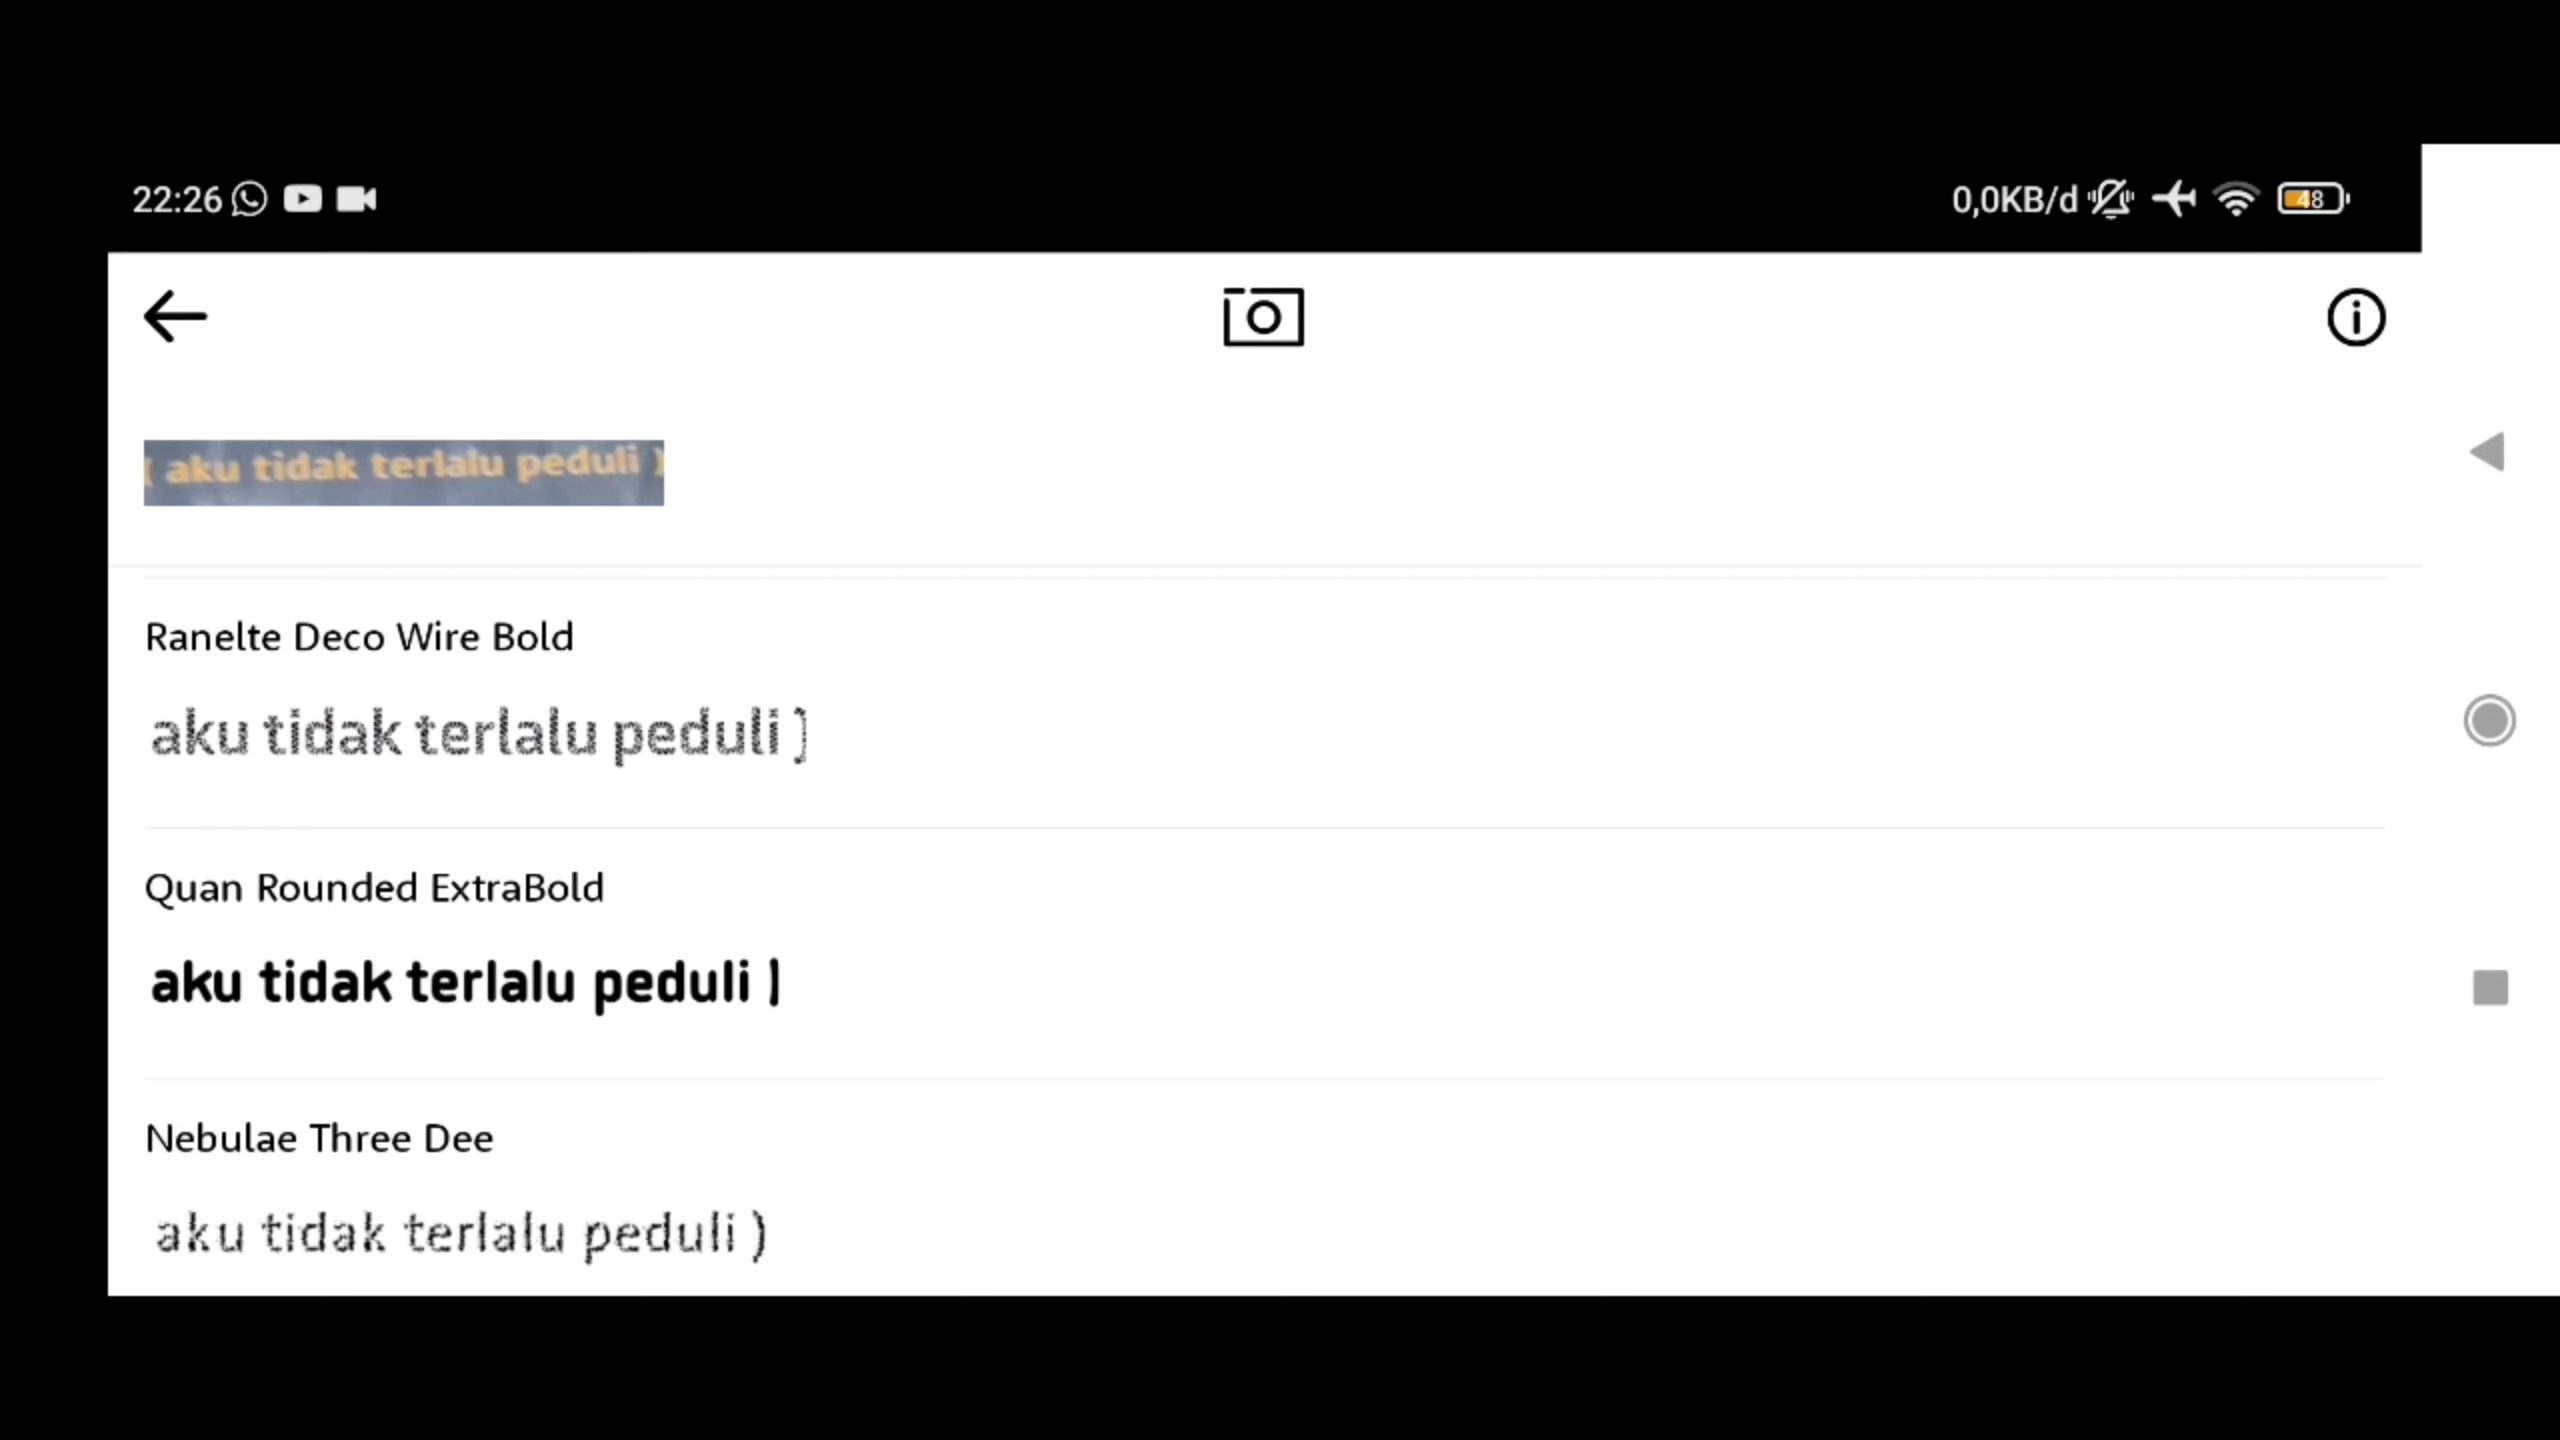 22:26 0,0KB/d 48
( aku tidak terlalu peduli )
Ranelte Deco Wire Bold
aku tidak terlalu peduli )
Quan Rounded ExtraBold
aku tidak terlalu peduli )
Nebulae Three Dee
aku tidak terlalu peduli )